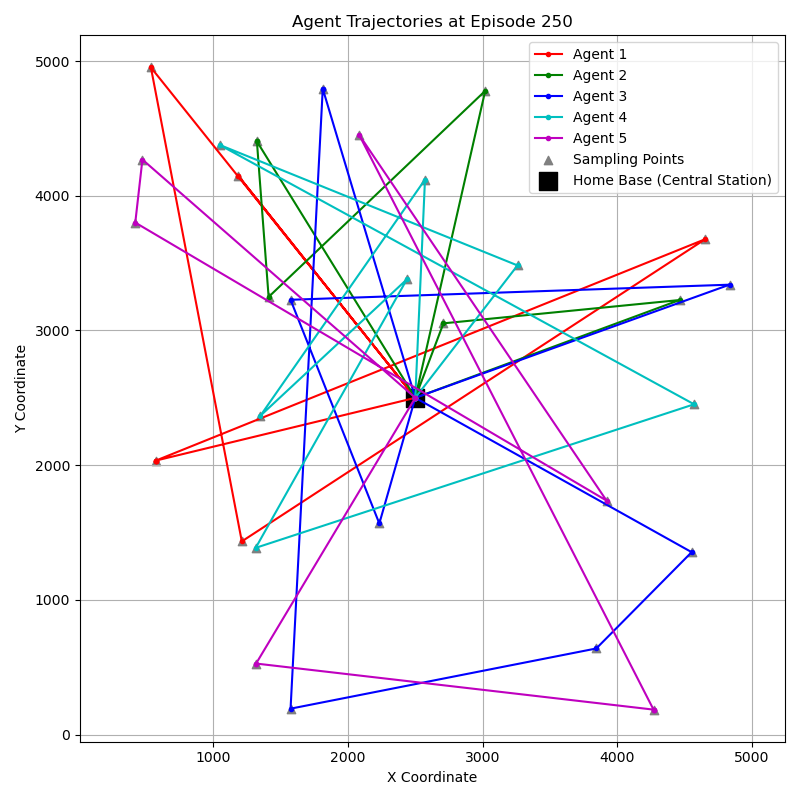 Agent Trajectories at Episode 250
Agent 1
Agent 2
Agent 3
Agent 4
Agent 5
Sampling Points
Home Base (Central Station)
Y Coordinate
5000
4000
3000
2000
1000
0
1000 2000 3000 4000 5000
X Coordinate